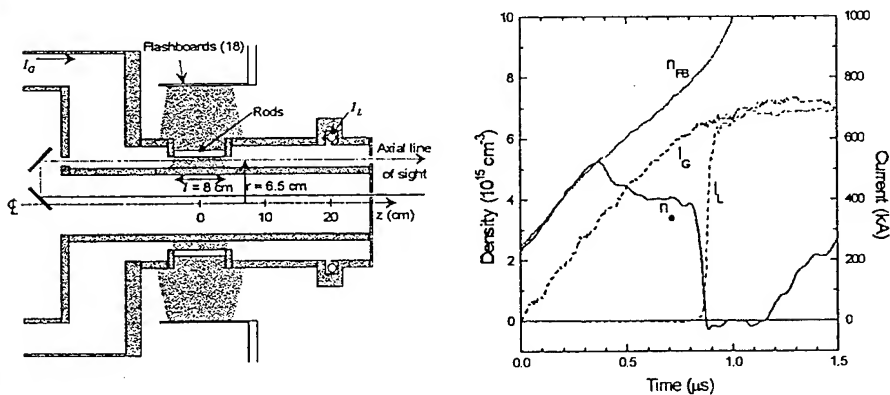 Flashboards (18)
I_G
Rods
I_L
Axial line
of sight
l = 8 cm
r = 6.5 cm
℄
0 10 20 z (cm)
Density (10^15 cm^-3)
10
8
6
4
2
0
n_FB
I_G
I_L
n_e
0.0 0.5 1.0 1.5
Time (μs)
1000
800
600
400
200
0
Current (kA)